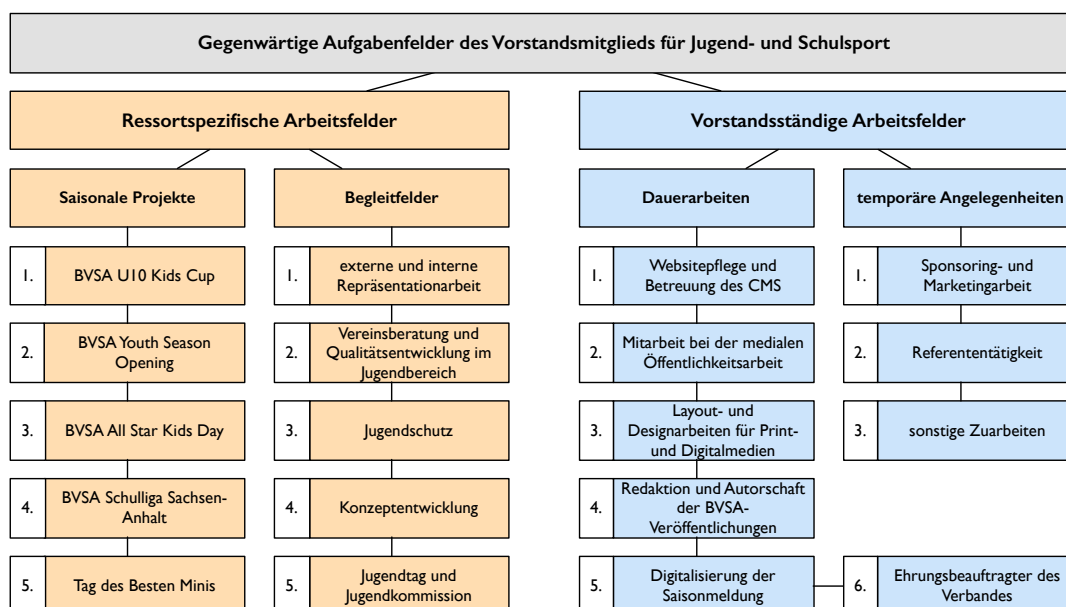 Gegenwärtige Aufgabenfelder des Vorstandsmitglieds für Jugend- und Schulsport
Ressortspezifische Arbeitsfelder
Saisonale Projekte
1. BVSA U10 Kids Cup
2. BVSA Youth Season
Opening
3. BVSA All Star Kids Day
4. BVSA Schulliga Sachsen-
Anhalt
5. Tag des Besten Minis
Begleitfelder
1. externe und interne
Repräsentationarbeit
2. Vereinsberatung und
Qualitätsentwicklung im
Jugendbereich
3. Jugendschutz
4. Konzeptentwicklung
5. Jugendtag und
Jugendkommission
Vorstandsständige Arbeitsfelder
Dauerarbeiten
1. Websitepflege und
Betreuung des CMS
2. Mitarbeit bei der medialen
Öffentlichkeitsarbeit
3. Layout- und
Designarbeiten für Print-
und Digitalmedien
4. Redaktion und Autorschaft
der BVSA-
Veröffentlichungen
5. Digitalisierung der
Saisonmeldung
6. Ehrungsbeauftragter des
Verbandes
temporäre Angelegenheiten
1. Sponsoring- und
Marketingarbeit
2. Referententätigkeit
3. sonstige Zuarbeiten